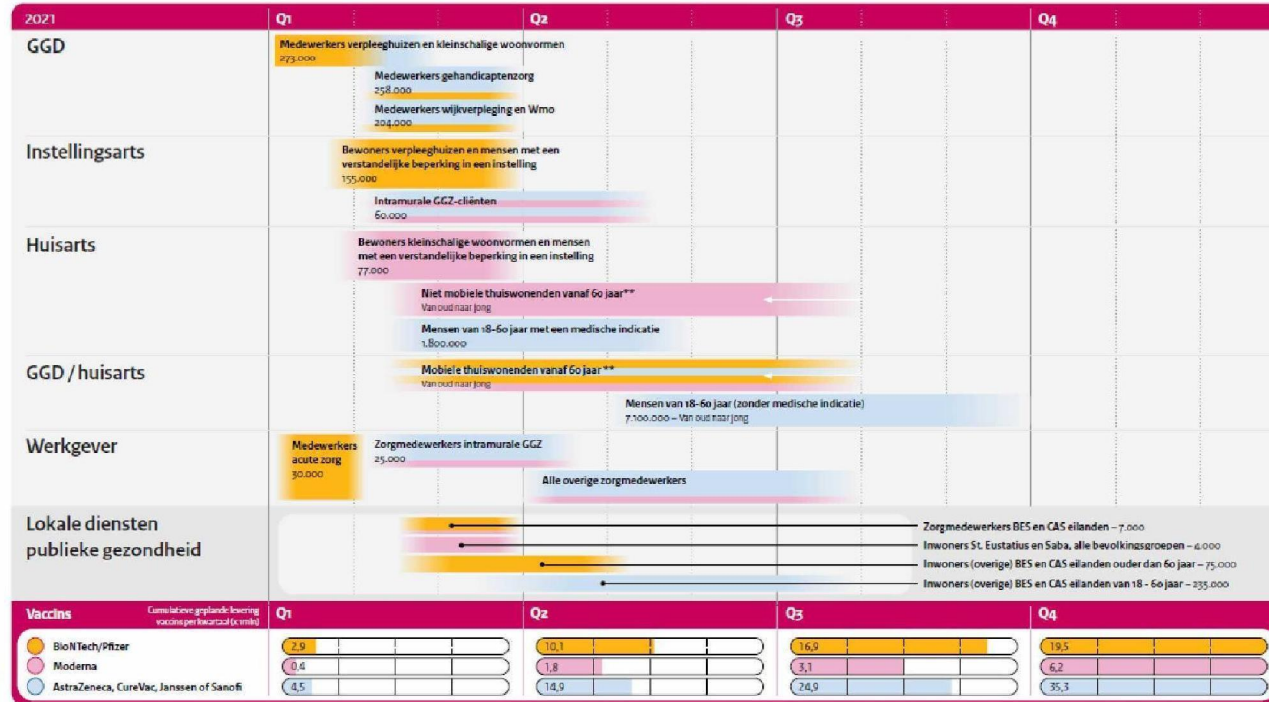 2021 Q1 Q2 Q3 Q4
GGD
Medewerkers verpleeghuizen en kleinschalige woonvormen
273.000
Medewerkers gehandicaptenzorg
258.000
Medewerkers wijkverpleging en Wmo
204.000
Instellingsarts
Bewoners verpleeghuizen en mensen met een
verstandelijke beperking in een instelling
155.000
Intramurale GGZ-cliënten
60.000
Huisarts
Bewoners kleinschalige woonvormen en mensen
met een verstandelijke beperking in een instelling
77.000
Niet mobiele thuiswonenden vanaf 60 jaar**
Van oud naar jong
Mensen van 18-60 jaar met een medische indicatie
1.800.000
GGD / huisarts
Mobiele thuiswonenden vanaf 60 jaar **
Van oud naar jong
Mensen van 18-60 jaar (zonder medische indicatie)
7.100.000 – Van oud naar jong
Werkgever
Medewerkers
acute zorg
30.000
Zorgmedewerkers intramurale GGZ
25.000
Alle overige zorgmedewerkers
Lokale diensten
publieke gezondheid
Zorgmedewerkers BES en CAS eilanden – 7.000
Inwoners St. Eustatius en Saba, alle bevolkingsgroepen – 4.000
Inwoners (overige) BES en CAS eilanden ouder dan 60 jaar – 75.000
Inwoners (overige) BES en CAS eilanden van 18 - 60 jaar – 235.000
Vaccins
Cumulatieve geplande levering
vaccins per kwartaal (x 1 mln)
Q1 Q2 Q3 Q4
BioNTech/Pfizer 2,9 10,1 16,9 19,5
Moderna 0,4 1,8 3,1 6,2
AstraZeneca, CureVac, Janssen of Sanofi 4,5 14,9 24,9 35,3